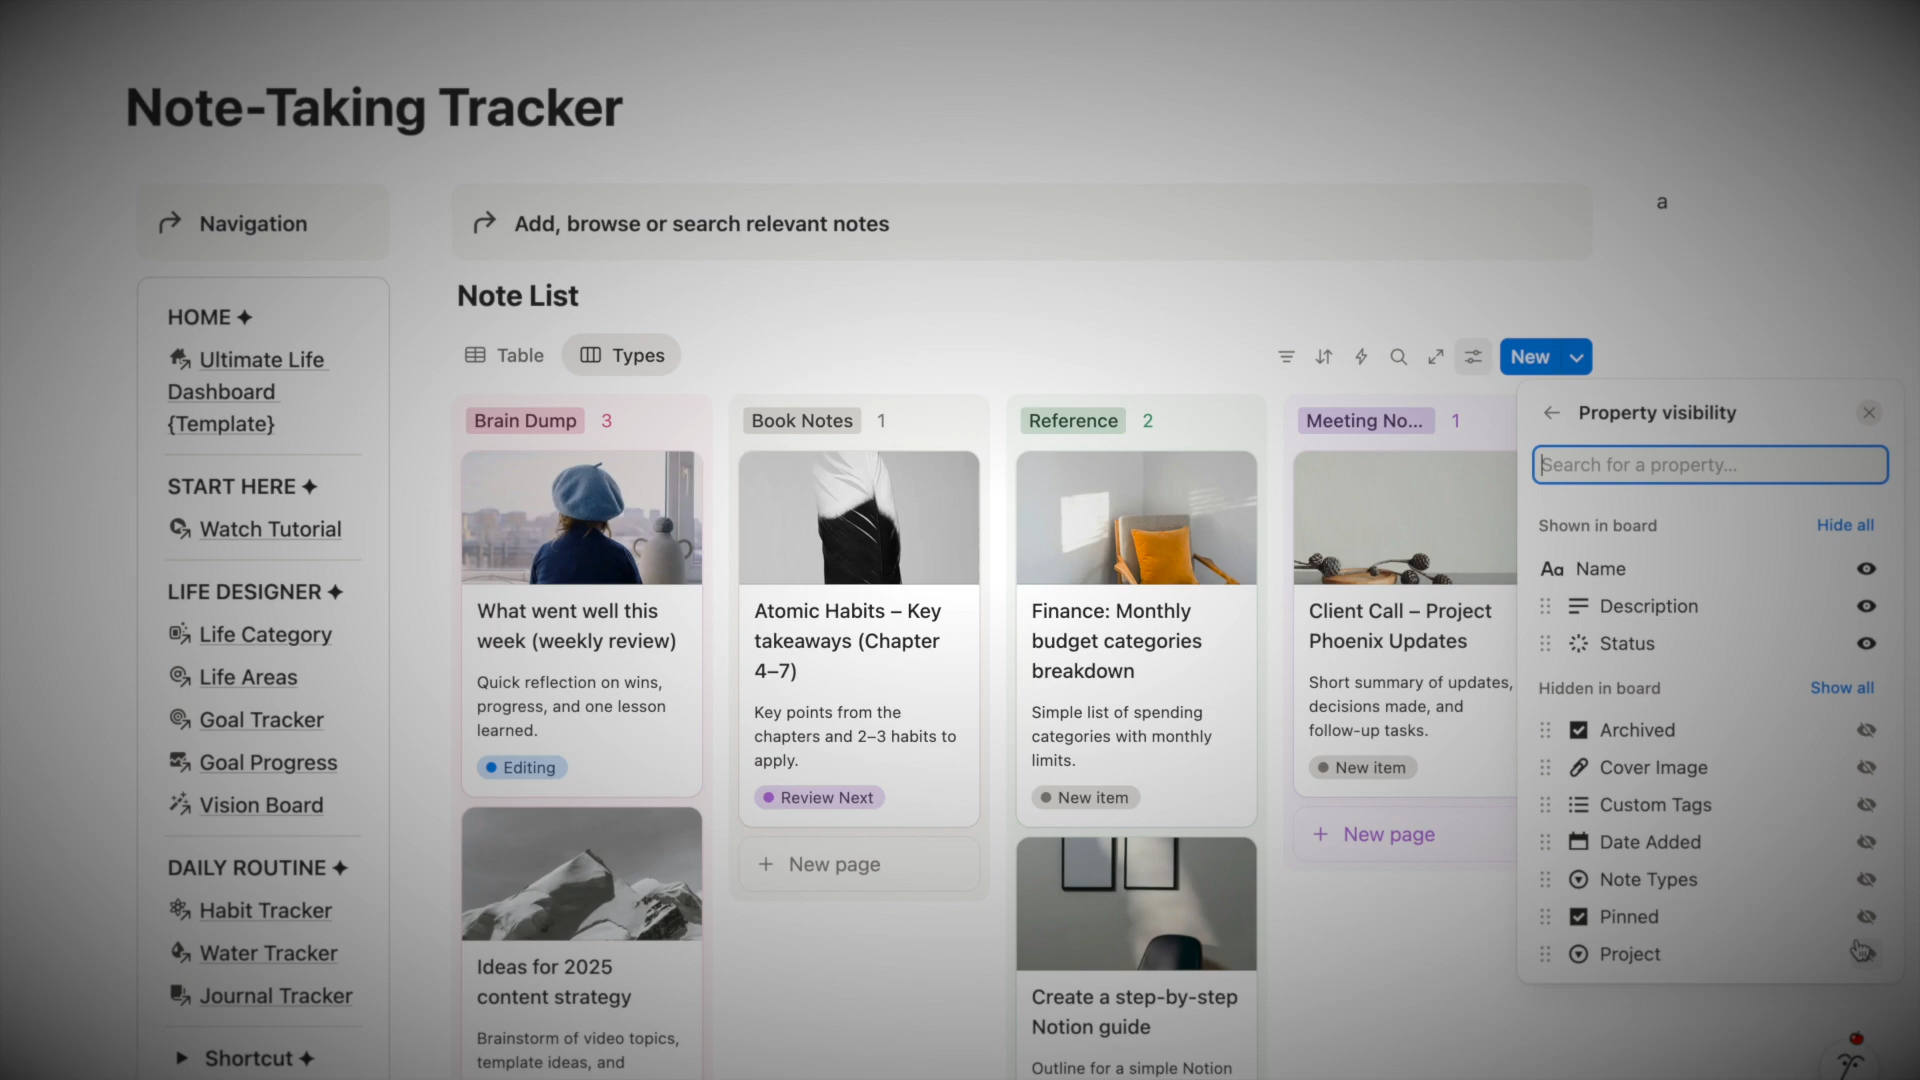 Note-Taking Tracker
a
Navigation
Add, browse or search relevant notes
HOME ✦
Ultimate Life
Dashboard
{Template}
START HERE ✦
Watch Tutorial
LIFE DESIGNER ✦
Life Category
Life Areas
Goal Tracker
Goal Progress
Vision Board
DAILY ROUTINE ✦
Habit Tracker
Water Tracker
Journal Tracker
Shortcut ✦
Note List
Table
Types
New
Brain Dump 3
What went well this
week (weekly review)
Quick reflection on wins,
progress, and one lesson
learned.
Editing
Ideas for 2025
content strategy
Brainstorm of video topics,
template ideas, and
Book Notes 1
Atomic Habits – Key
takeaways (Chapter
4–7)
Key points from the
chapters and 2–3 habits to
apply.
Review Next
+ New page
Reference 2
Finance: Monthly
budget categories
breakdown
Simple list of spending
categories with monthly
limits.
New item
Create a step-by-step
Notion guide
Outline for a simple Notion
Meeting No... 1
Client Call – Project
Phoenix Updates
Short summary of updates,
decisions made, and
follow-up tasks.
New item
+ New page
Property visibility
Search for a property...
Shown in board Hide all
Aa Name
Description
Status
Hidden in board Show all
Archived
Cover Image
Custom Tags
Date Added
Note Types
Pinned
Project